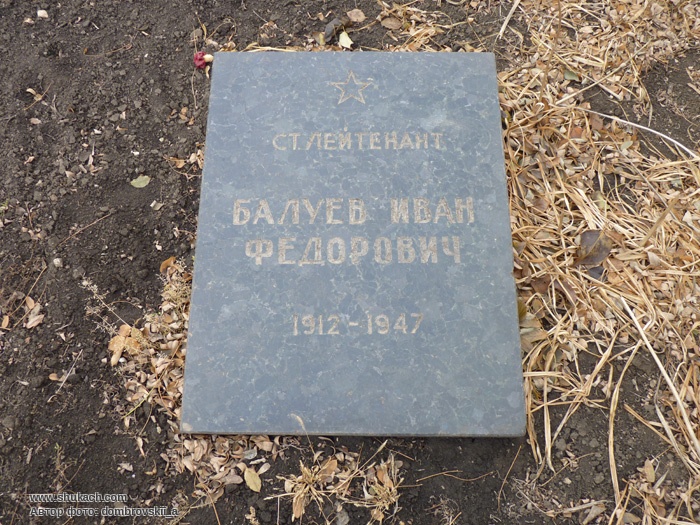 СТ.ЛЕЙТЕНАНТ
БАЛУЕВ ИВАН
ФЕДОРОВИЧ
1912-1947
www.shukach.com
Автор фото: dombrovskii_a